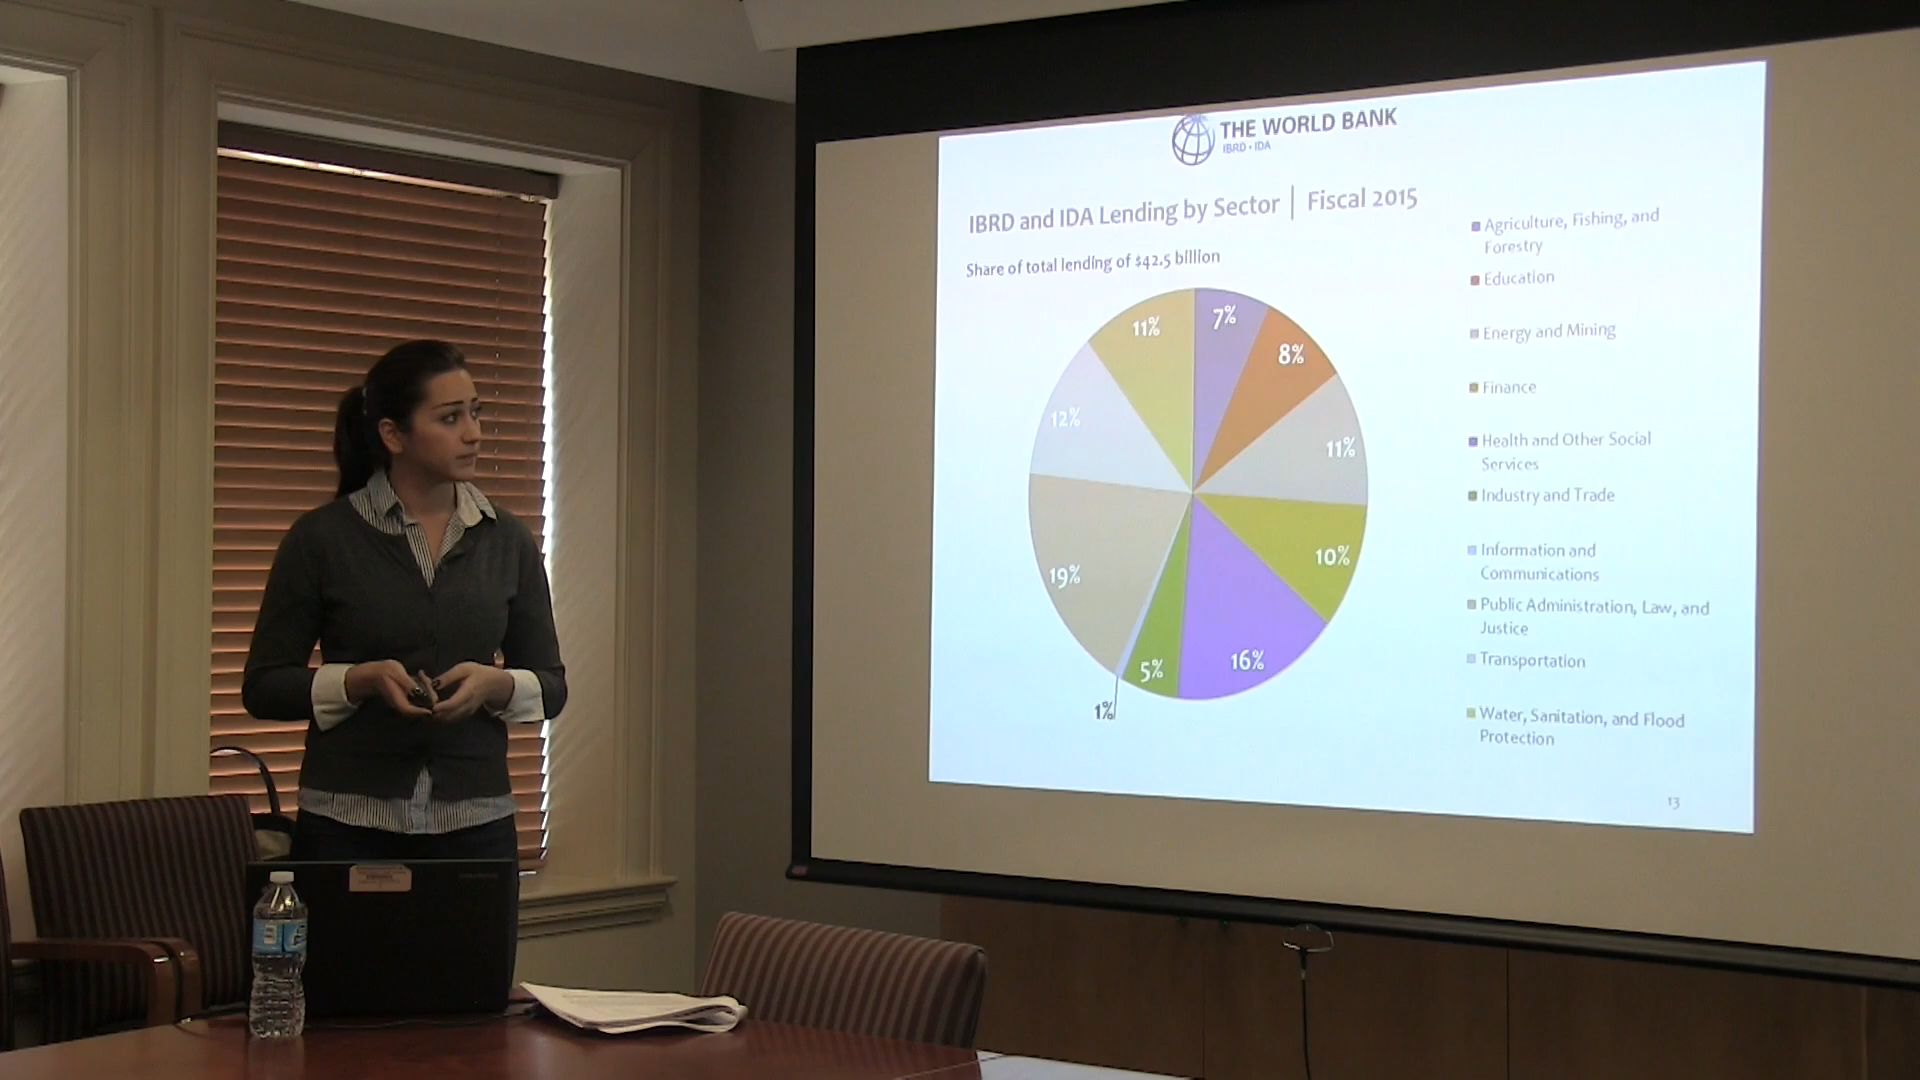 THE WORLD BANK
IBRD • IDA
IBRD and IDA Lending by Sector | Fiscal 2015
Share of total lending of $42.5 billion
7%
8%
11%
10%
16%
5%
1%
19%
12%
11%
Agriculture, Fishing, and
Forestry
Education
Energy and Mining
Finance
Health and Other Social
Services
Industry and Trade
Information and
Communications
Public Administration, Law, and
Justice
Transportation
Water, Sanitation, and Flood
Protection
13